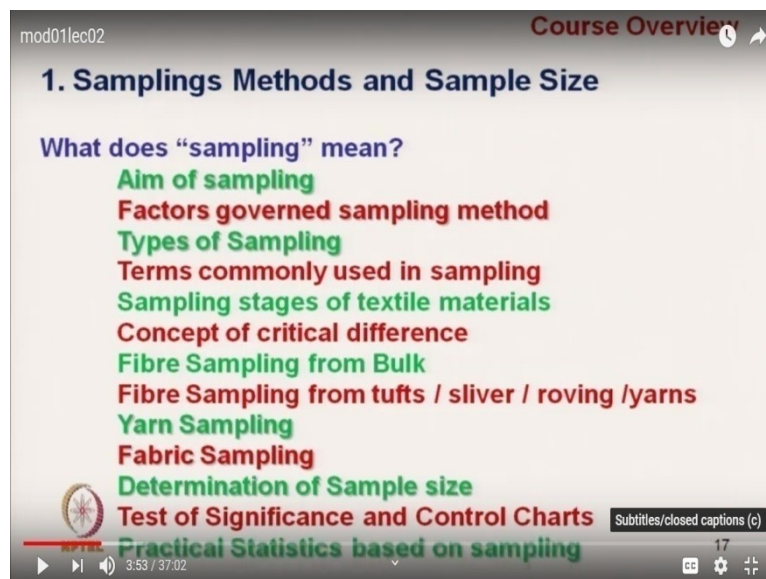 Course Overview
mod01lec02
1. Samplings Methods and Sample Size
What does “sampling” mean?
Aim of sampling
Factors governed sampling method
Types of Sampling
Terms commonly used in sampling
Sampling stages of textile materials
Concept of critical difference
Fibre Sampling from Bulk
Fibre Sampling from tufts / sliver / roving /yarns
Yarn Sampling
Fabric Sampling
Determination of Sample size
Test of Significance and Control Charts
Subtitles/closed captions (c)
NPTEL
Practical Statistics based on sampling
17
3:53 / 37:02
CC